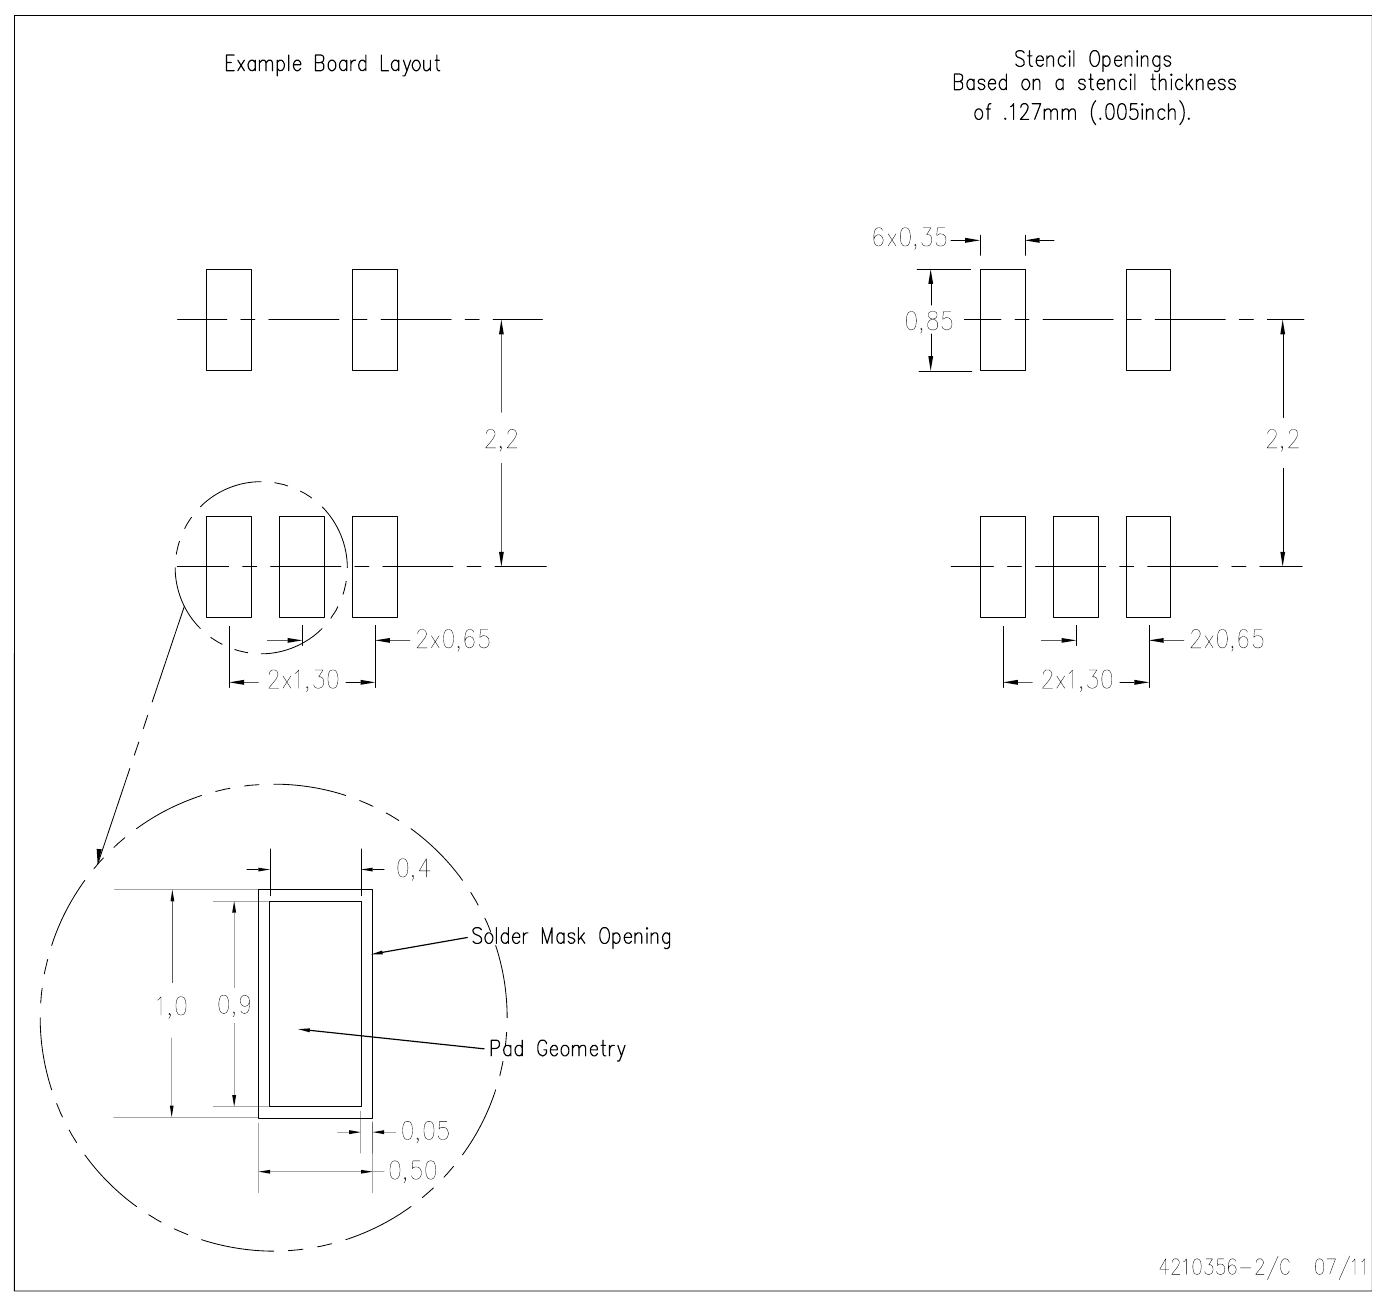 Example Board Layout
Stencil Openings
Based on a stencil thickness
of .127mm (.005inch).
6x0,35
0,85
2,2
2,2
2x0,65
2x1,30
2x0,65
2x1,30
0,4
Solder Mask Opening
1,0
0,9
Pad Geometry
0,05
0,50
4210356-2/C 07/11